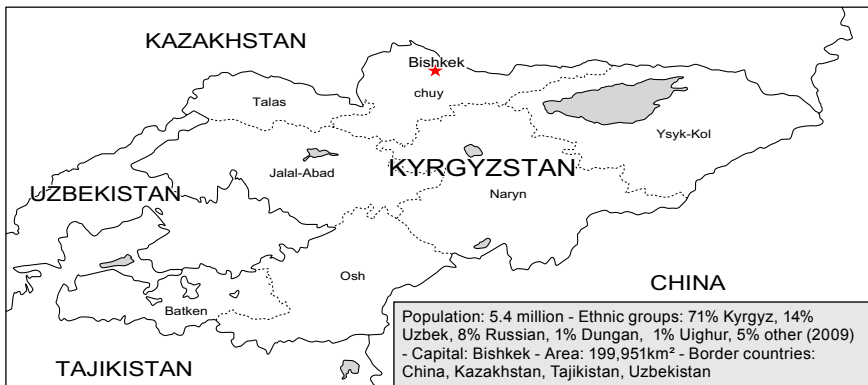 KAZAKHSTAN
Bishkek
chuy
Talas
Ysyk-Kol
Jalal-Abad
KYRGYZSTAN
UZBEKISTAN
Naryn
Osh
CHINA
Batken
TAJIKISTAN
Population: 5.4 million - Ethnic groups: 71% Kyrgyz, 14%
Uzbek, 8% Russian, 1% Dungan,  1% Uighur, 5% other (2009)
- Capital: Bishkek - Area: 199,951km² - Border countries:
China, Kazakhstan, Tajikistan, Uzbekistan